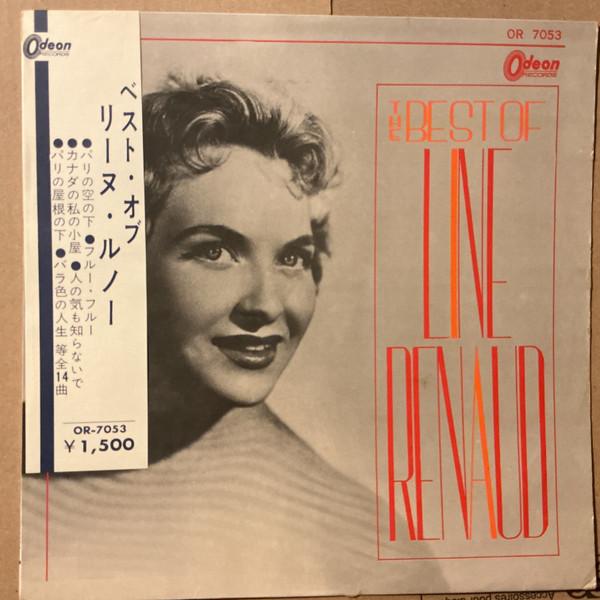 Odeon
RECORDS
ベスト・オブ
リーヌ・ルノー
●パリの空の下●フルー・フルー
●カナダの私の小屋●人の気も知らないで
●パリの屋根の下●バラ色の人生 等全14曲
OR-7053
¥1,500
OR 7053
Odeon
RECORDS
THE BEST OF
LINE
RENAUD
Accessoires pour